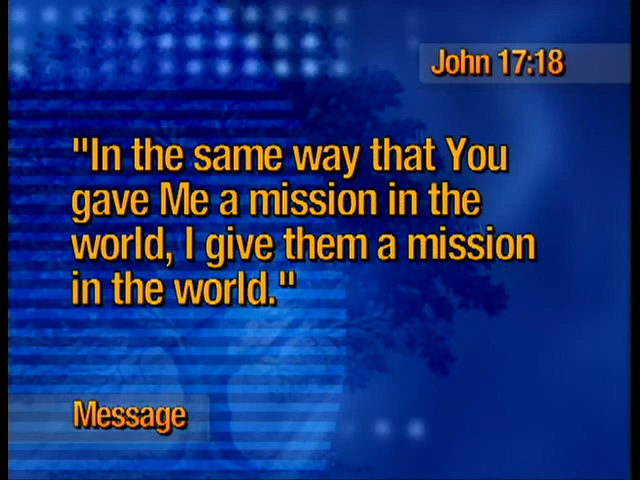 John 17:18
"In the same way that You
gave Me a mission in the
world, I give them a mission
in the world."
Message